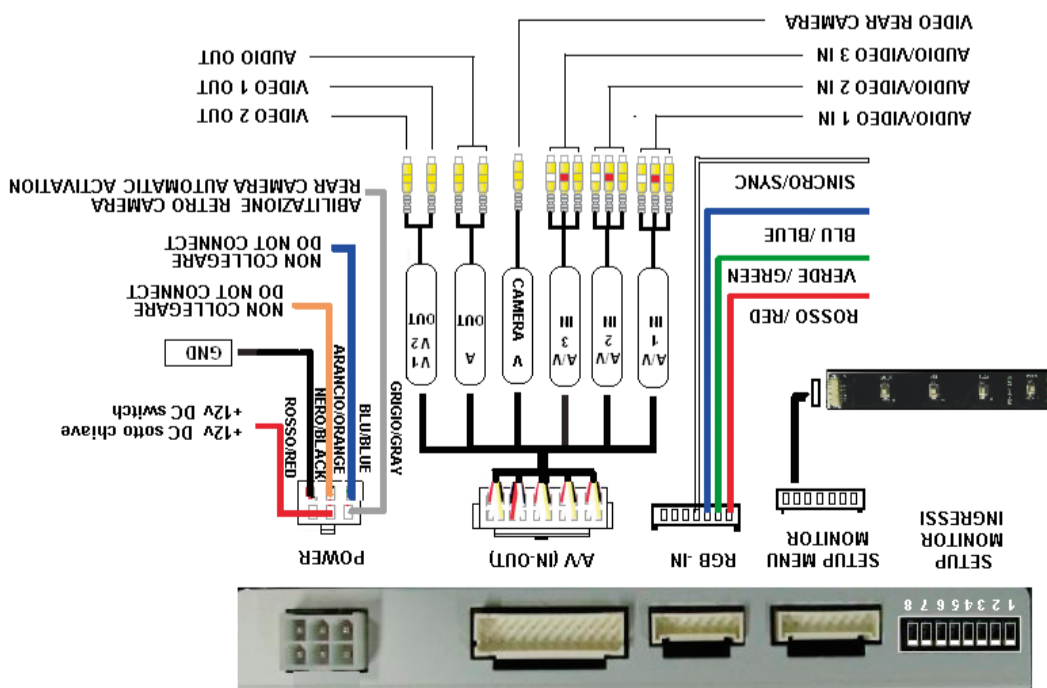 1 2 3 4 5 6 7 8
SETUP
MONITOR
INGRESSI
SETUP MENU
MONITOR
RGB-IN
A/V (IN-OUT)
POWER
ROSSO/RED
NERO/BLACK
ARANCIO/ORANGE
BLU/BLUE
GRIGIO/GRAY
+12v DC sotto chiave
+12v DC switch
GND
NON COLLEGARE
DO NOT CONNECT
NON COLLEGARE
DO NOT CONNECT
ABILITAZIONE RETRO CAMERA
REAR CAMERA AUTOMATIC ACTIVATION
ROSSO / RED
VERDE/ GREEN
BLU /BLUE
SINCRO/SYNC
A/V 1
IN
A/V 2
IN
A/V 3
IN
CAMERA V
A
OUT
V1 V2
OUT
AUDIO/VIDEO 1 IN
AUDIO/VIDEO 2 IN
AUDIO/VIDEO 3 IN
VIDEO REAR CAMERA
VIDEO 2 OUT
VIDEO 1 OUT
AUDIO OUT